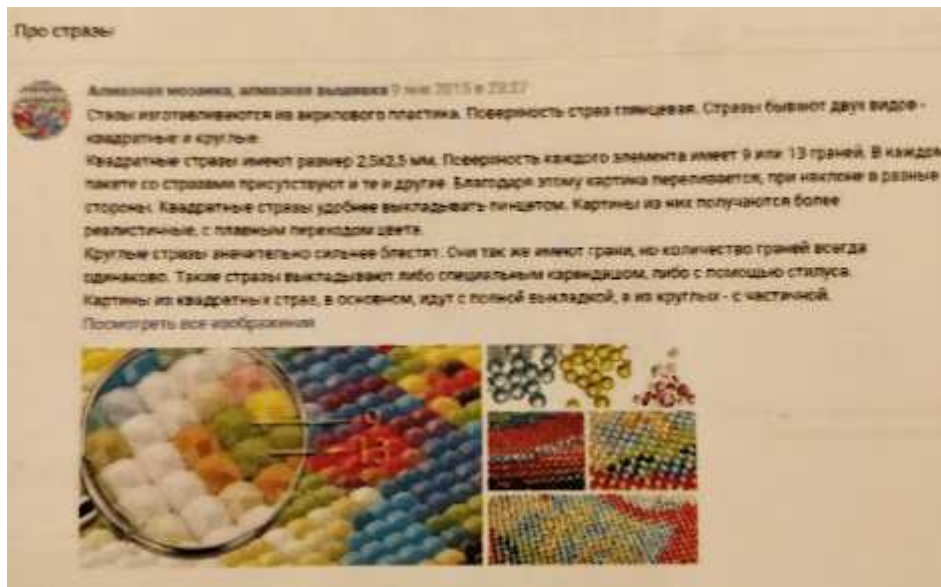 Про стразы
Алмазная мозаика, алмазная вышивка 9 янв 2015 в 23:27
Стазы изготавливаются из акрилового пластика. Поверхность страз глянцевая. Стразы бывают двух видов -
квадратные и круглые.
Квадратные стразы имеют размер 2,5х2,5 мм. Поверхность каждого элемента имеет 9 или 13 граней. В каждом
пакете со стразами присутствуют и те и другие. Благодаря этому картина переливается, при наклоне в разные
стороны. Квадратные стразы удобнее выкладывать пинцетом. Картины из них получаются более
реалистичные, с плавным переходом цвета.
Круглые стразы значительно сильнее блестят. Они так же имеют грани, но количество граней всегда
одинаково. Такие стразы выкладывают либо специальным карандашом, либо с помощью стилуса.
Картины из квадратных страз, в основном, идут с полной выкладкой, а из круглых - с частичной.
Посмотреть все изображения
9
13